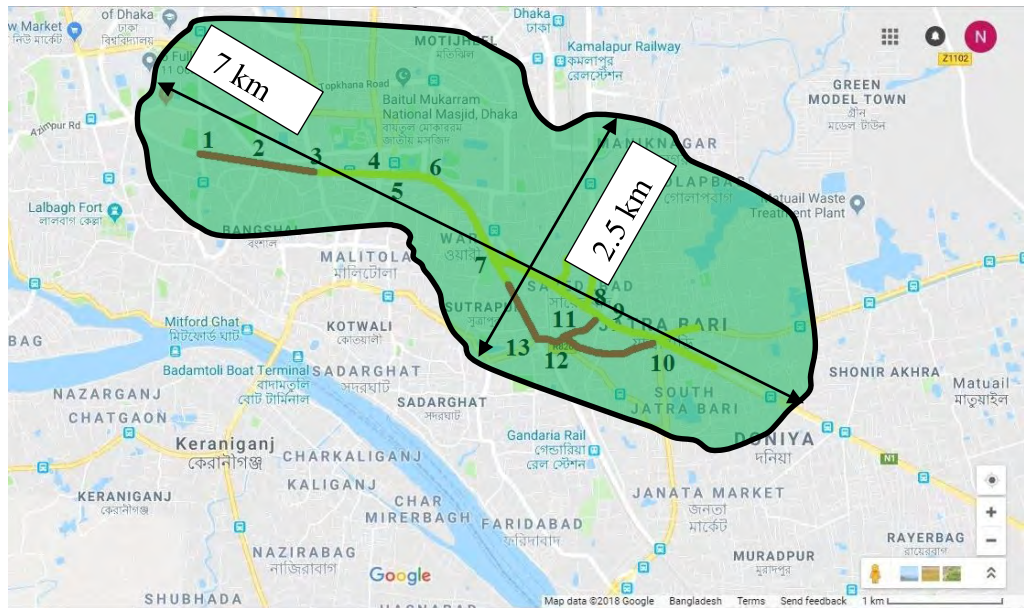 of Dhaka
ঢাকা
বিশ্ববিদ্যালয়
w Market
নিউ মার্কেট
MOTIJHEEL
মতিঝিল
Dhaka
ঢাকা
Kamalapur Railway
কমলাপুর
রেলস্টেশন
N
Z1102
7 km
Topkhana Road
Baitul Mukarram
National Masjid, Dhaka
বায়তুল মোকাররম
জাতীয় মসজিদ
GREEN
MODEL TOWN
গ্রীন
মডেল টাউন
Azimpur Rd
MANIKNAGAR
1
2
3
4
5
6
2.5 km
OLAPBAG
গোলাপবাগ
Matuail Waste
Treatment Plant
Lalbagh Fort
লালবাগ কেল্লা
BANGSHAL
বংশাল
MALITOLA
মালিটোলা
WAR
ওয়ারী
7
SUTRAPUR
সূত্রাপুর
8
9
11
JATRA BARI
Mitford Ghat
মিটফোর্ড ঘাট
KOTWALI
কোতয়ালী
13
12
10
BAG
Badamtoli Boat Terminal
বাদামতুলি
বোট টার্মিনাল
SADARGHAT
সদরঘাট
SADARGHAT
সদরঘাট
SOUTH
JATRA BARI
SHONIR AKHRA
Matuail
মাতুয়াইল
NAZARGANJ
CHATGAON
Keraniganj
কেরানীগঞ্জ
Gandaria Rail
গেন্ডারিয়া
রেল স্টেশন
DONIYA
দনিয়া
CHARKALIGANJ
KALIGANJ
N1
KERANIGANJ
কেরানীগঞ্জ
CHAR
MIRERBAGH
FARIDABAD
ফরিদাবাদ
JANATA MARKET
জনতা
মার্কেট
NAZIRABAG
নাজিরাবাগ
MURADPUR
মুরাদপুর
RAYERBAG
রায়েরবাগ
Google
SHUBHADA
Map data ©2018 Google Bangladesh Terms Send feedback 1 km